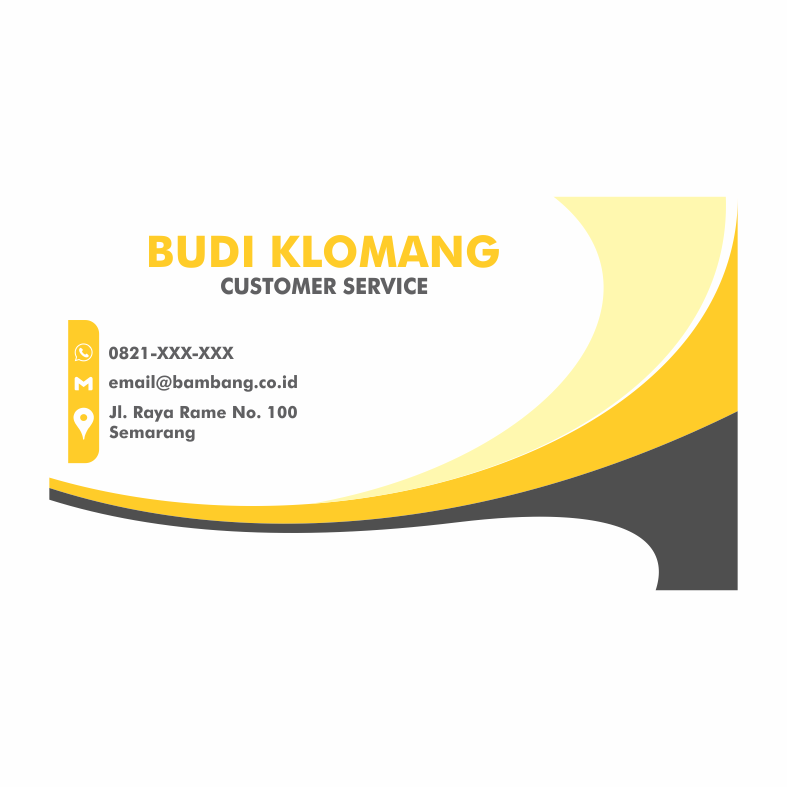 BUDI KLOMANG
CUSTOMER SERVICE
0821-XXX-XXX
email@bambang.co.id
Jl. Raya Rame No. 100
Semarang